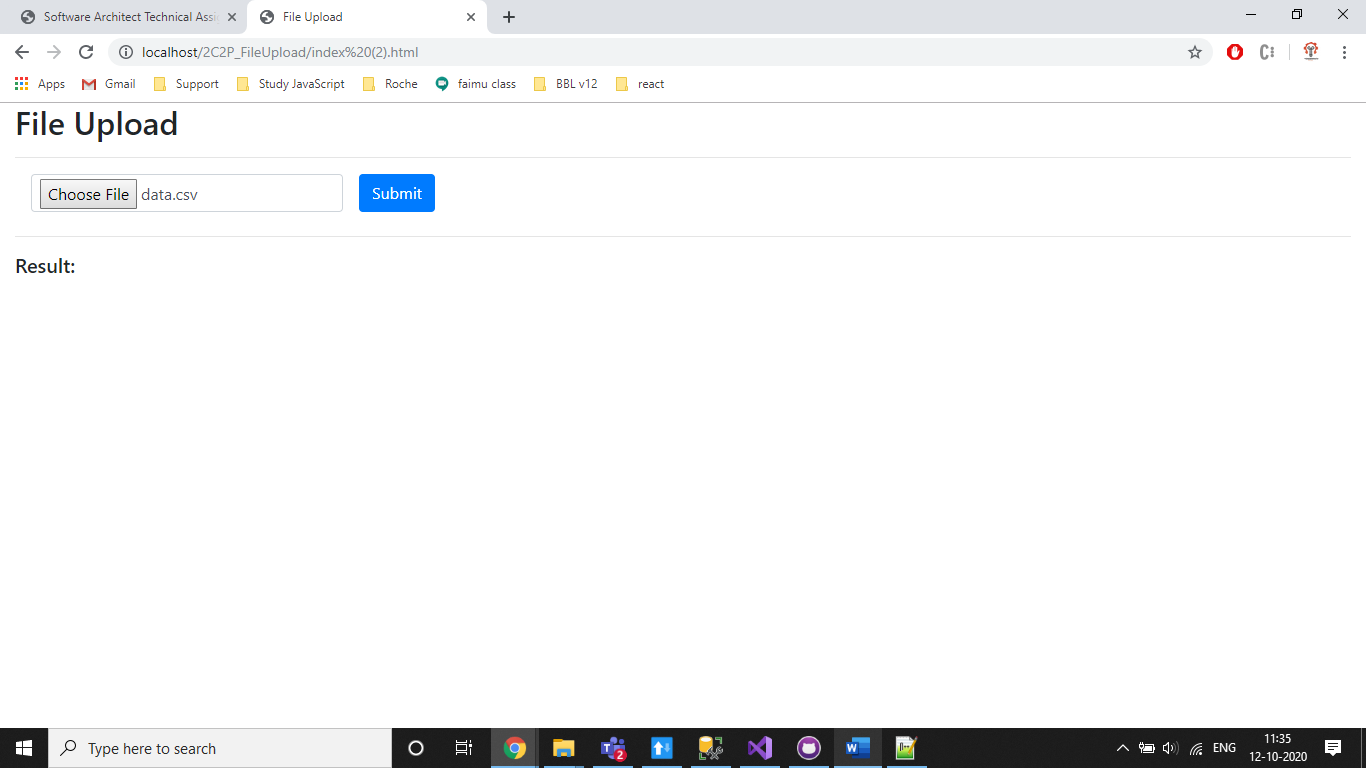 Software Architect Technical Assi
File Upload
localhost/2C2P_FileUpload/index%20(2).html
Apps
Gmail
Support
Study JavaScript
Roche
faimu class
BBL v12
react
File Upload
Choose File data.csv
Submit
Result:
Type here to search
2
ENG
11:35
12-10-2020